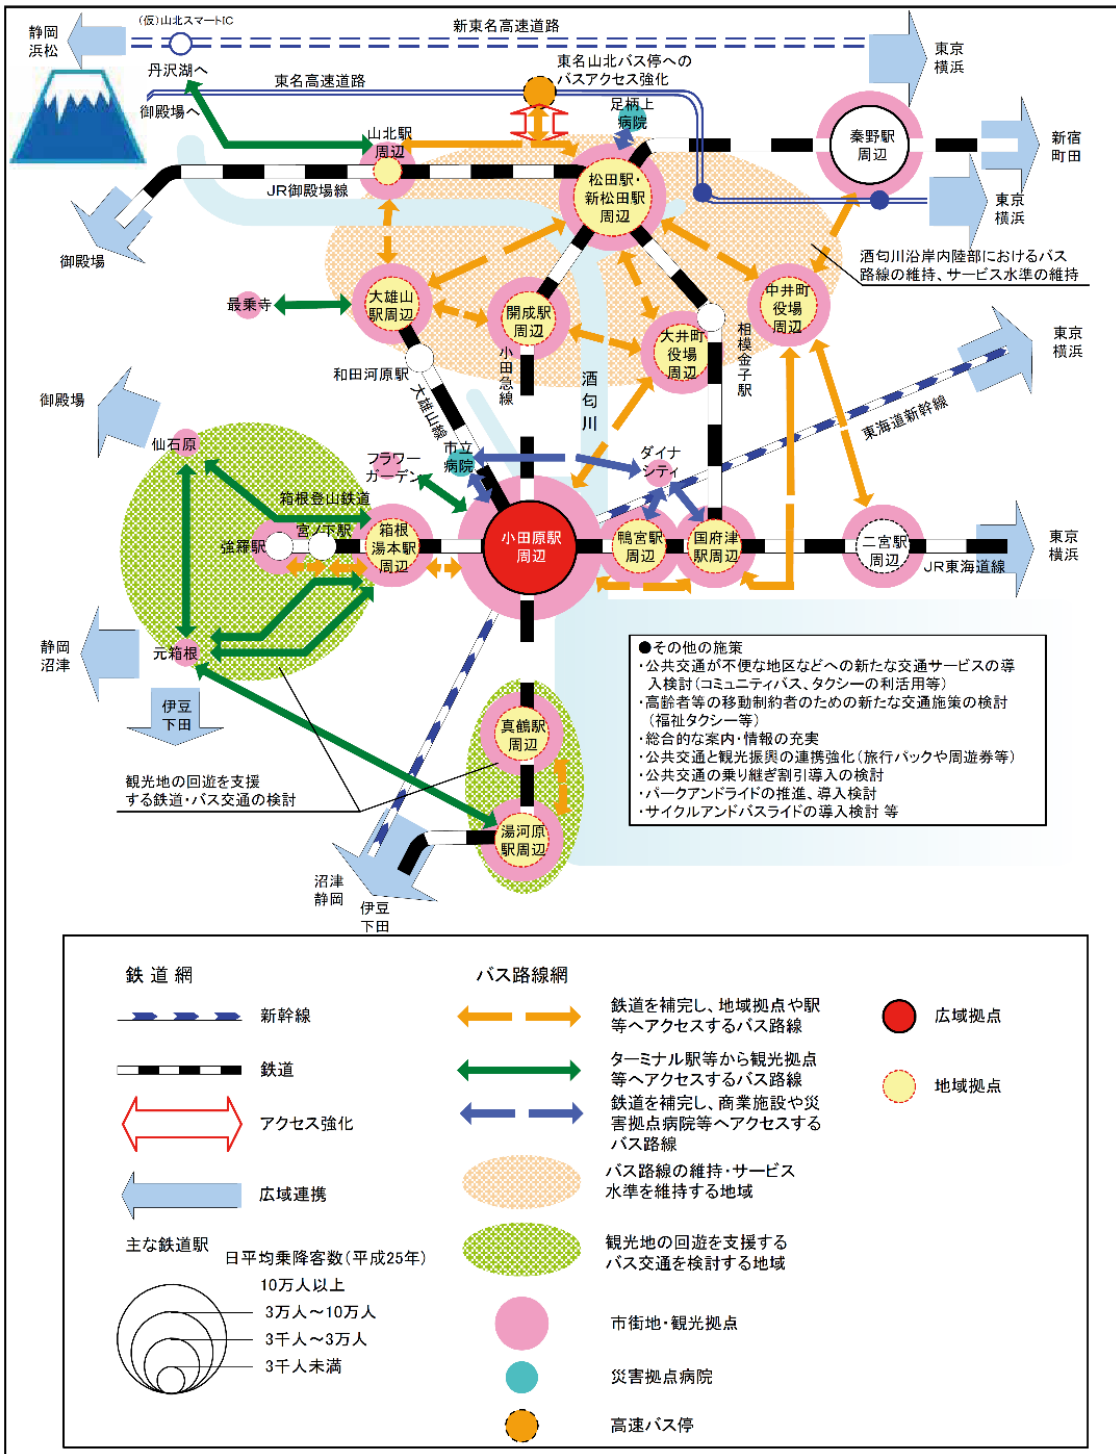 (仮)山北スマートIC
新東名高速道路
静岡
浜松
東京
横浜
丹沢湖へ
東名高速道路
東名山北バス停への
バスアクセス強化
御殿場へ
足柄上
病院
山北駅
周辺
秦野駅
周辺
新宿
町田
JR御殿場線
松田駅・
新松田駅
周辺
東京
横浜
御殿場
酒匂川沿岸内陸部におけるバス
路線の維持、サービス水準の維持
最乗寺
大雄山
駅周辺
開成駅
周辺
中井町
役場
周辺
大井町
役場
周辺
相模金子駅
東京
横浜
和田河原駅
小田急線
酒匂川
大雄山線
東海道新幹線
御殿場
仙石原
フラワー
ガーデン
市立
病院
ダイナ
シティ
箱根登山鉄道
宮ノ下駅
強羅駅
箱根
湯本駅
周辺
小田原駅
周辺
鴨宮駅
周辺
国府津
駅周辺
二宮駅
周辺
東京
横浜
JR東海道線
静岡
沼津
元箱根
伊豆
下田
●その他の施策
・公共交通が不便な地区などへの新たな交通サービスの導
入検討(コミュニティバス、タクシーの利活用等)
・高齢者等の移動制約者のための新たな交通施策の検討
(福祉タクシー等)
・総合的な案内・情報の充実
・公共交通と観光振興の連携強化(旅行パックや周遊券等)
・公共交通の乗り継ぎ割引導入の検討
・パークアンドライドの推進、導入検討
・サイクルアンドバスライドの導入検討 等
真鶴駅
周辺
観光地の回遊を支援
する鉄道・バス交通の検討
湯河原
駅周辺
沼津
静岡
伊豆
下田
鉄道網
新幹線
鉄道
アクセス強化
広域連携
主な鉄道駅
日平均乗降客数(平成25年)
10万人以上
3万人～10万人
3千人～3万人
3千人未満
バス路線網
鉄道を補完し、地域拠点や駅
等へアクセスするバス路線
ターミナル駅等から観光拠点
等へアクセスするバス路線
鉄道を補完し、商業施設や災
害拠点病院等へアクセスする
バス路線
バス路線の維持・サービス
水準を維持する地域
観光地の回遊を支援する
バス交通を検討する地域
市街地・観光拠点
災害拠点病院
高速バス停
広域拠点
地域拠点